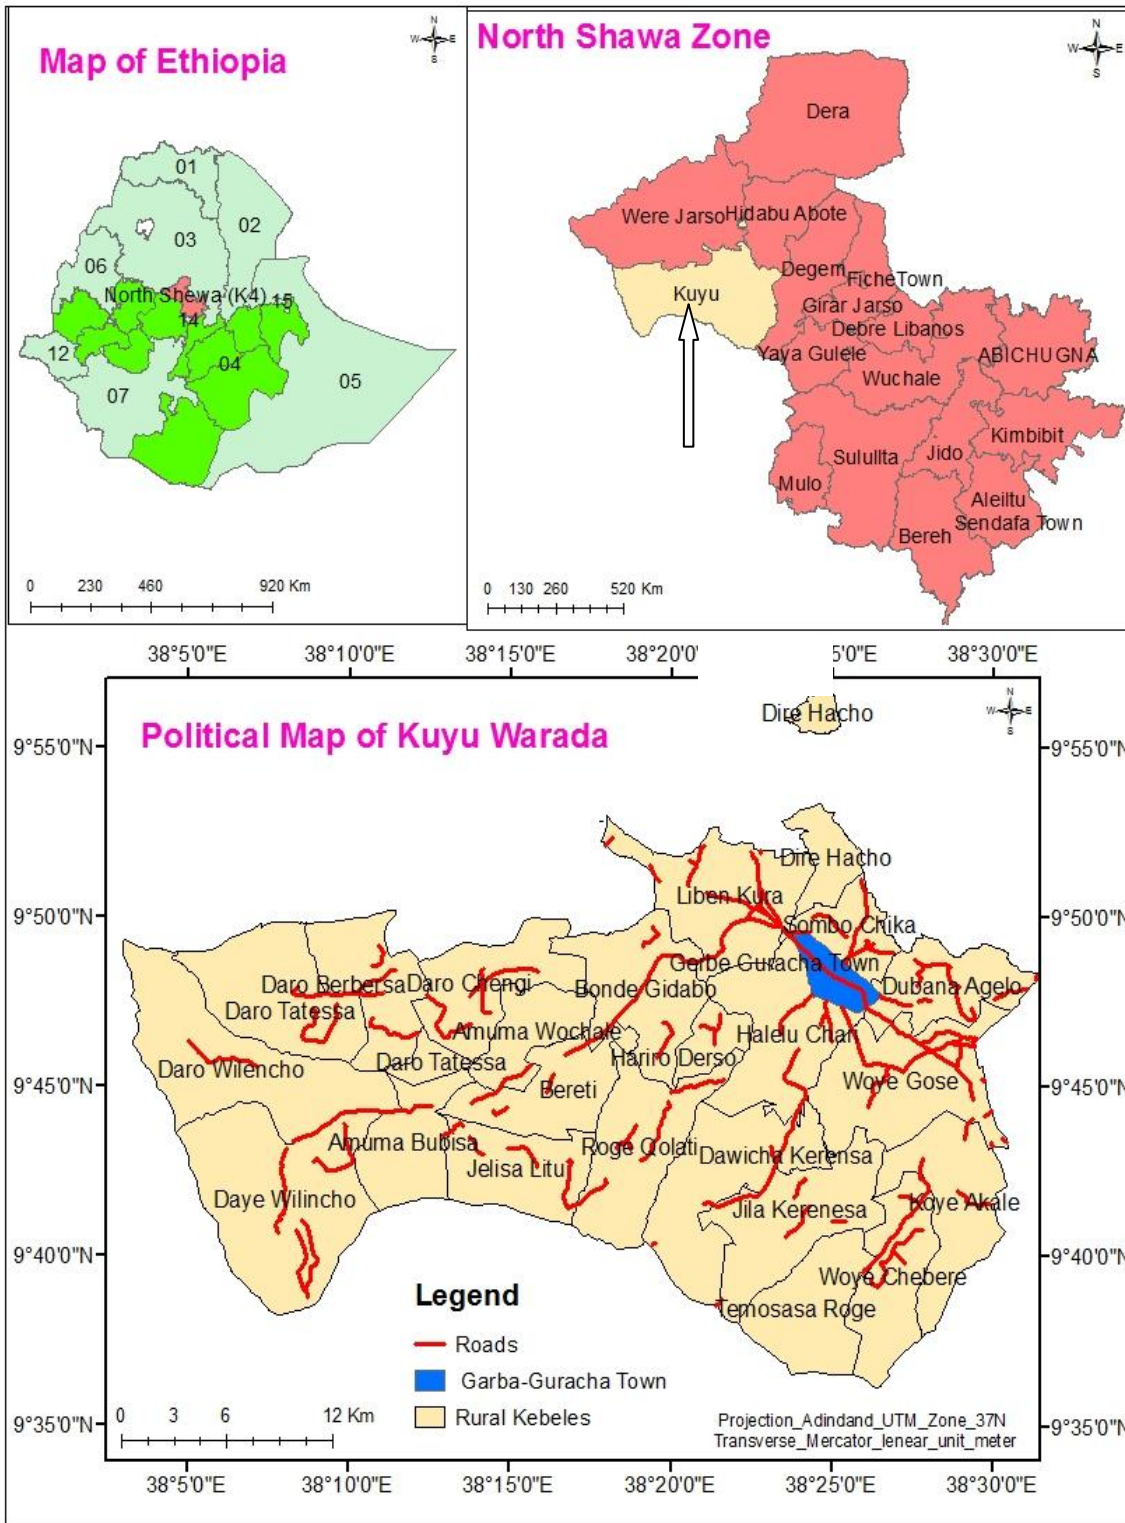 Map of Ethiopia
N
W E
S
01
02
03
06
North Shewa (K4)
15
14
12
04
07
05
0 230 460 920 Km
North Shawa Zone
N
W E
S
Dera
Were Jarso
Hidabu Abote
Degem
Fiche Town
Kuyu
Girar Jarso
Debre Libanos
Yaya Gulele
ABICHUGNA
Wuchale
Kimbibit
Jido
Sululta
Mulo
Aleiltu
Sendafa Town
Bereh
0 130 260 520 Km
38°5'0"E 38°10'0"E 38°15'0"E 38°20' 5'0"E 38°30'0"E
Political Map of Kuyu Warada
N
W E
S
Dire Hacho
9°55'0"N 9°55'0"N
Dire Hacho
Liben Kura
9°50'0"N 9°50'0"N
Sombo Chika
Gerbe Guracha Town
Daro Berbersa
Daro Chengi
Bonde Gidabo
Dubana Agelo
Daro Tatessa
Amuma Wochale
Halelu Chari
Daro Wilencho
Daro Tatessa
Hariro Derso
Bereti
Woye Gose
9°45'0"N 9°45'0"N
Amuma Bubisa
Jelisa Litu
Roge Qolati
Dawicha Kerensa
Daye Wilincho
Jila Kerenesa
Koye Akale
9°40'0"N 9°40'0"N
Woye Chebere
Temosasa Roge
Legend
Roads
Garba-Guracha Town
Rural Kebeles
0 3 6 12 Km
Projection_Adindand_UTM_Zone_37N
Transverse_Mercator_lenear_unit_meter
9°35'0"N 9°35'0"N
38°5'0"E 38°10'0"E 38°15'0"E 38°20'0"E 38°25'0"E 38°30'0"E